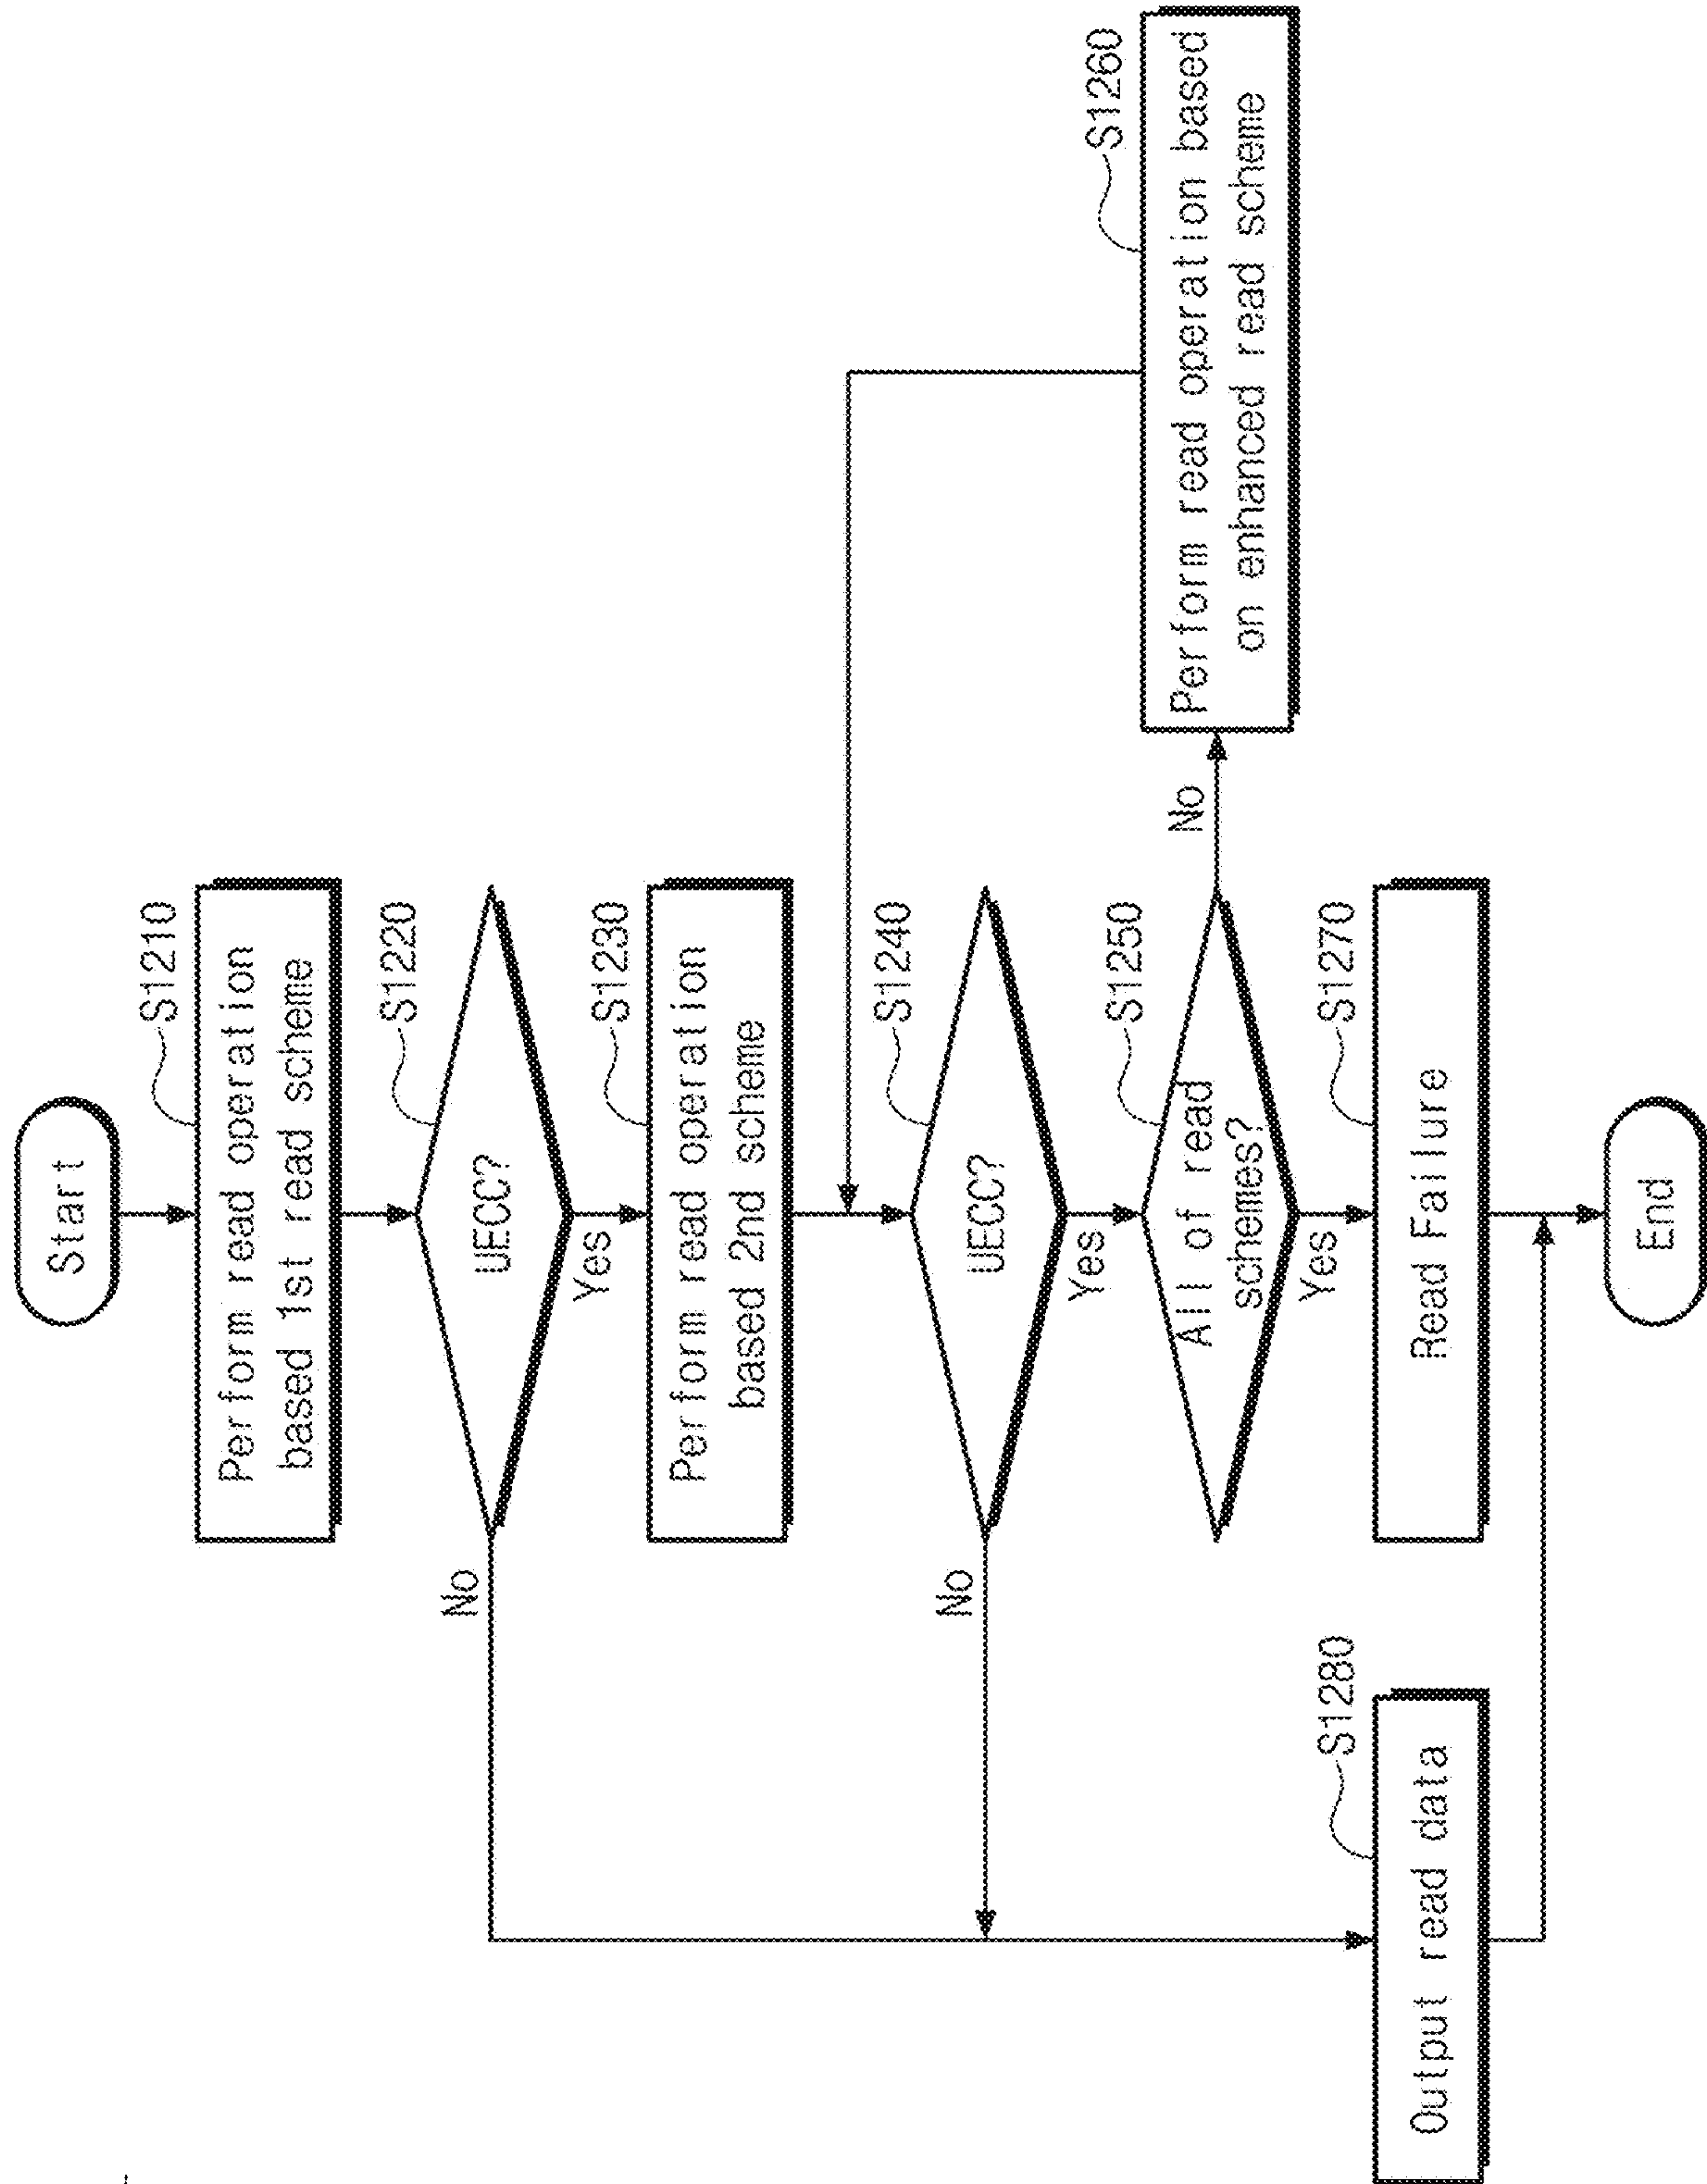 Start
S1210
Perform read operation
based 1st read scheme
S1220
UECC?
No
Yes
S1230
Perform read operation
based 2nd scheme
S1240
UECC?
No
Yes
S1250
All of read
schemes?
No
Yes
S1260
Perform read operation based
on enhanced read scheme
S1270
Read Failure
S1280
Output read data
End